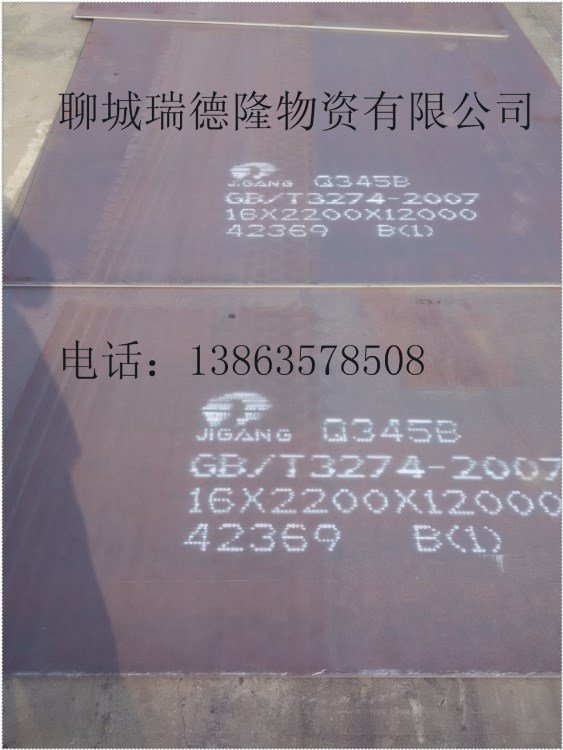 聊城瑞德隆物资有限公司
JIGANG Q345B
GB/T3274-2007
16X2200X12000
42369 B(1)
电话：13863578508
JIGANG Q345B
GB/T3274-2007
16X2200X12000
42369 B(1)